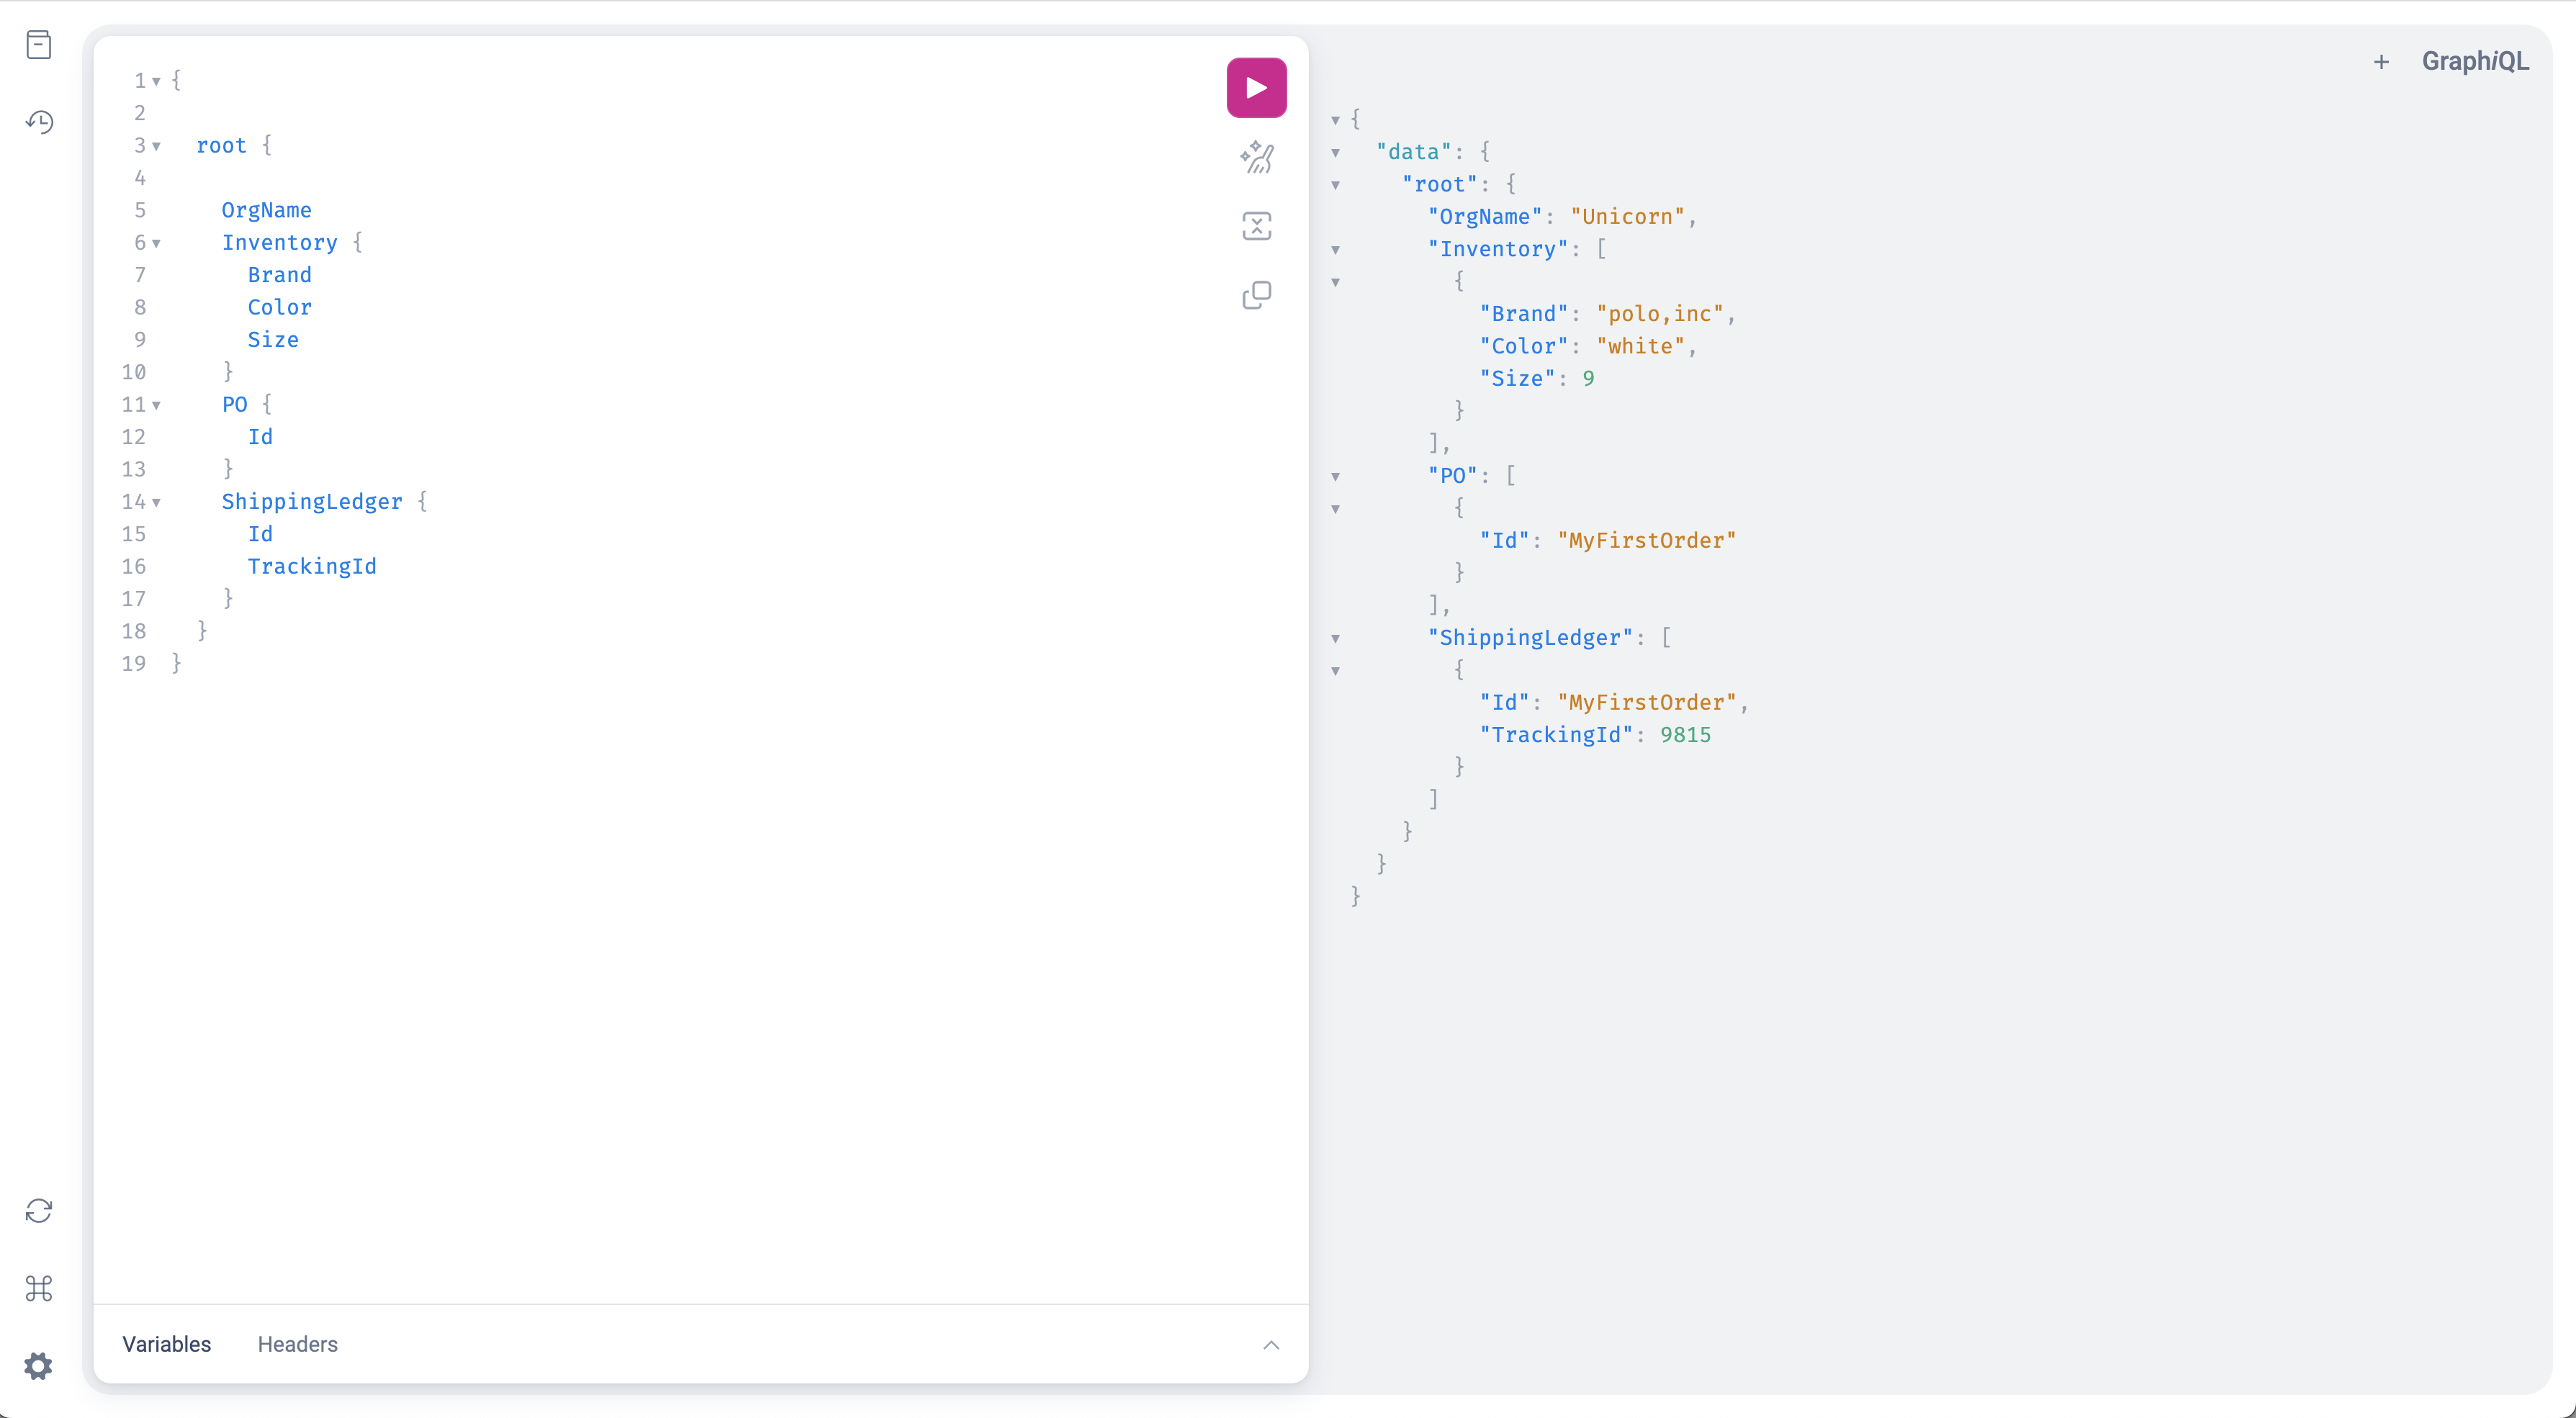 1 {
2
3   root {
4
5     OrgName
6     Inventory {
7       Brand
8       Color
9       Size
10     }
11     PO {
12       Id
13     }
14     ShippingLedger {
15       Id
16       TrackingId
17     }
18   }
19 }
Variables Headers
+ GraphiQL
{
  "data": {
    "root": {
      "OrgName": "Unicorn",
      "Inventory": [
        {
          "Brand": "polo,inc",
          "Color": "white",
          "Size": 9
        }
      ],
      "PO": [
        {
          "Id": "MyFirstOrder"
        }
      ],
      "ShippingLedger": [
        {
          "Id": "MyFirstOrder",
          "TrackingId": 9815
        }
      ]
    }
  }
}